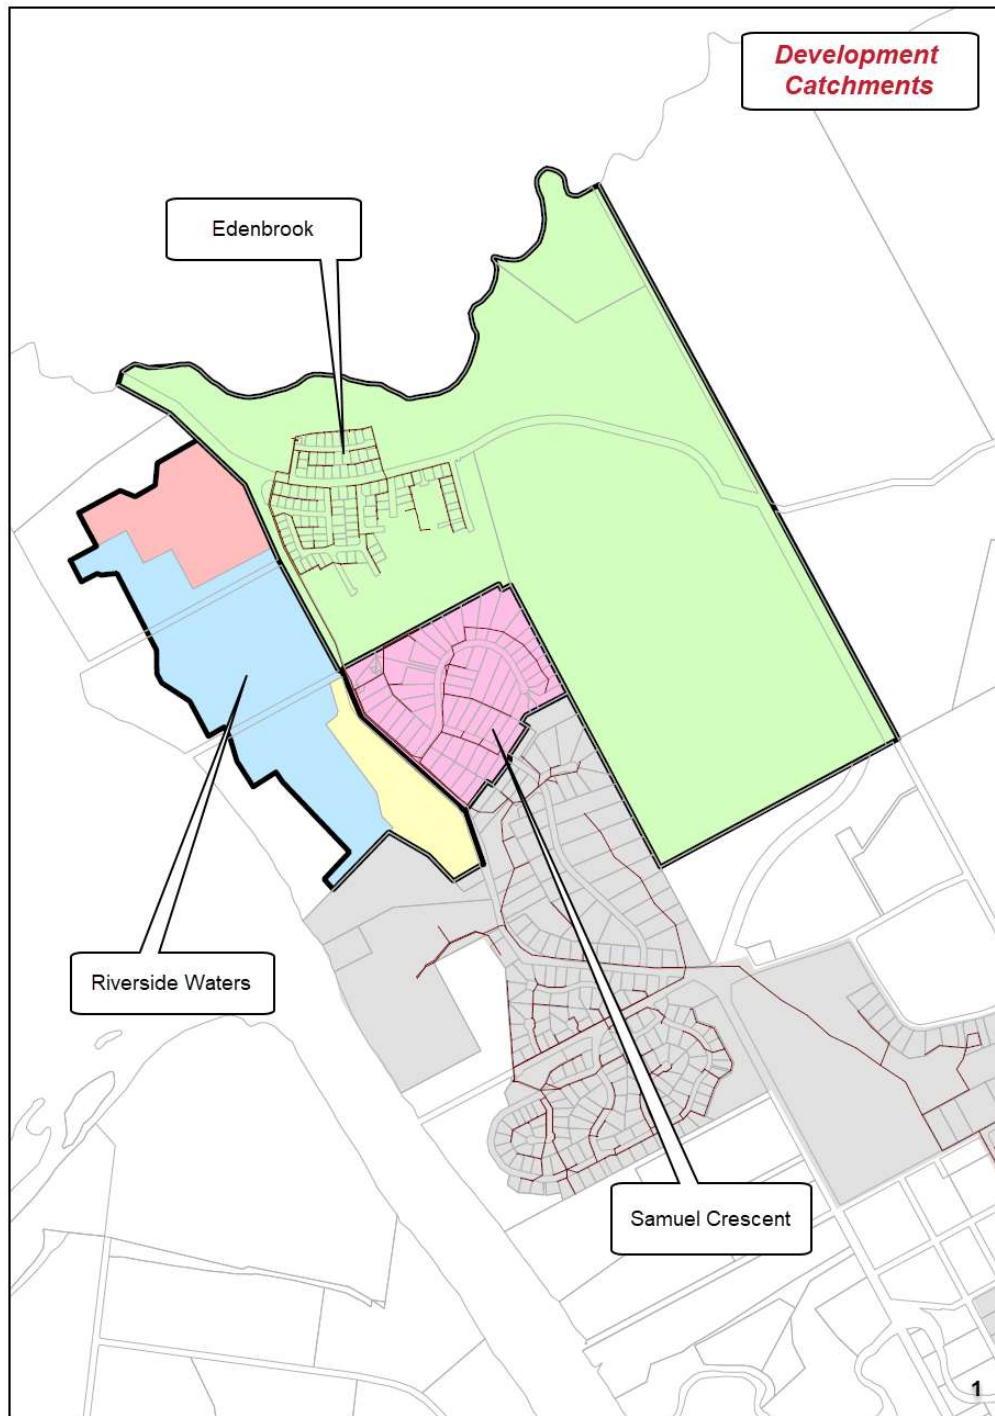 Development
Catchments
Edenbrook
Riverside Waters
Samuel Crescent
1